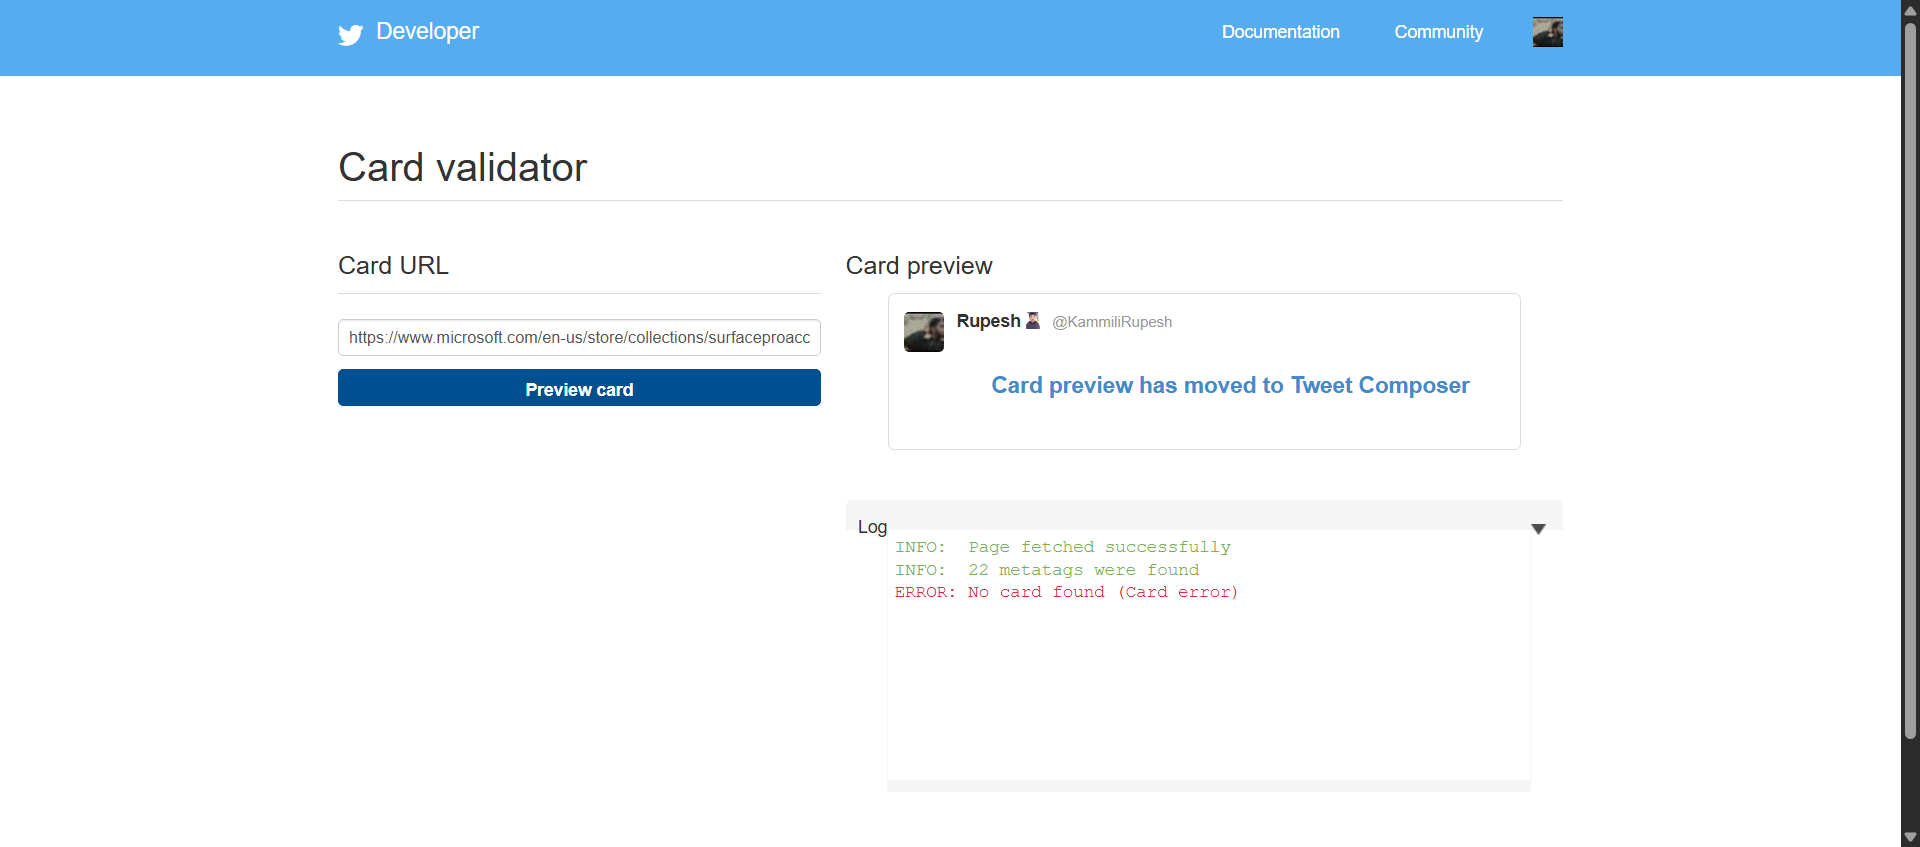 Developer
Documentation
Community
Card validator
Card URL
https://www.microsoft.com/en-us/store/collections/surfaceproacc
Preview card
Card preview
Rupesh @KammiliRupesh
Card preview has moved to Tweet Composer
Log
INFO: Page fetched successfully
INFO: 22 metatags were found
ERROR: No card found (Card error)